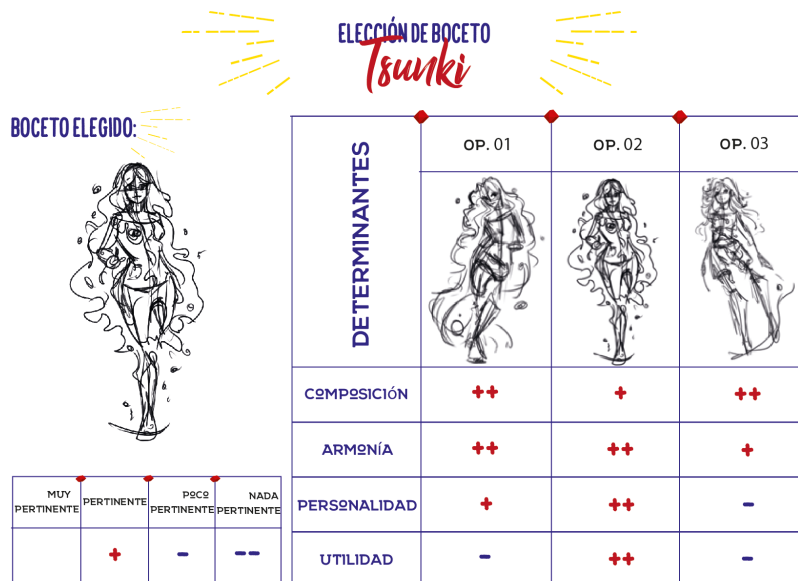 ELECCIÓN DE BOCETO
Tsunki
BOCETO ELEGIDO:
DETERMINANTES
OP. 01
OP. 02
OP. 03
COMPOSICIÓN
++
+
++
ARMONÍA
++
++
+
PERSONALIDAD
+
++
-
UTILIDAD
-
++
-
MUY
PERTINENTE
PERTINENTE
POCO
PERTINENTE
NADA
PERTINENTE
+
-
--